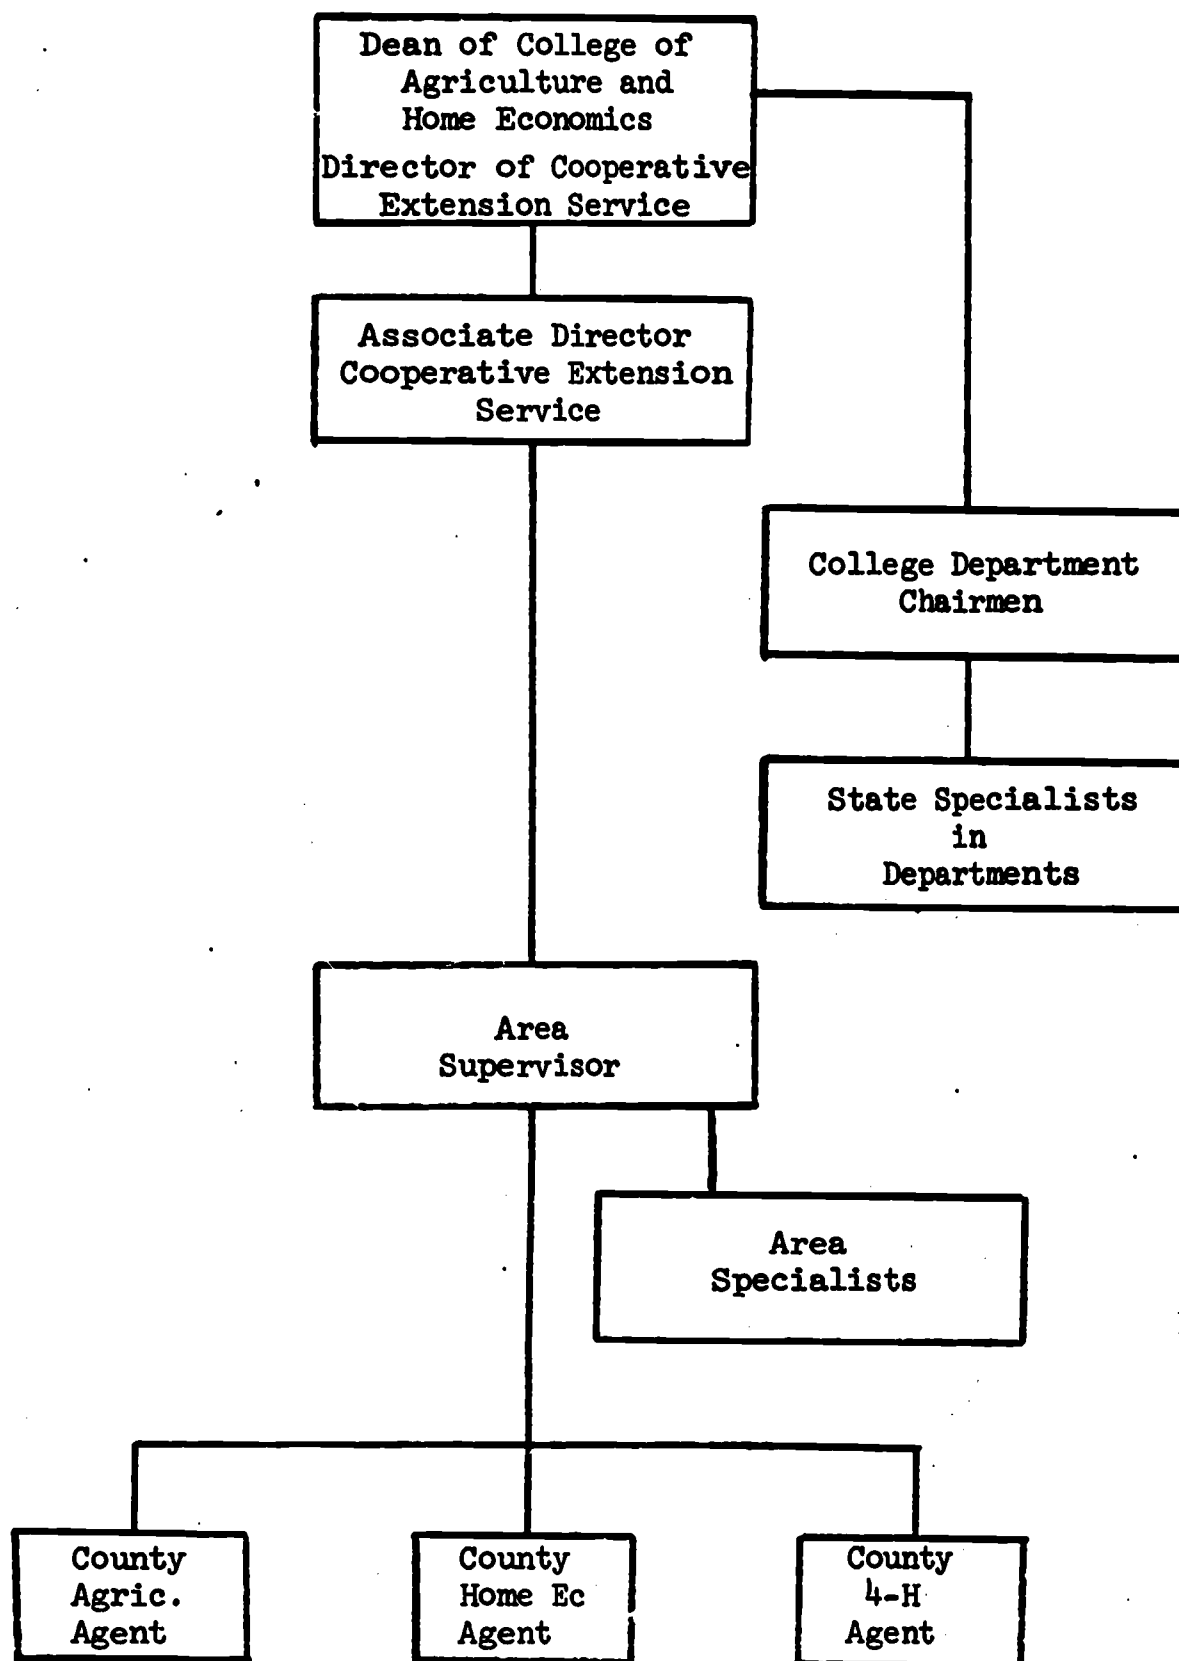 Dean of College of
Agriculture and
Home Economics
Director of Cooperative
Extension Service
Associate Director
Cooperative Extension
Service
College Department
Chairmen
State Specialists
in
Departments
Area
Supervisor
Area
Specialists
County
Agric.
Agent
County
Home Ec
Agent
County
4-H
Agent